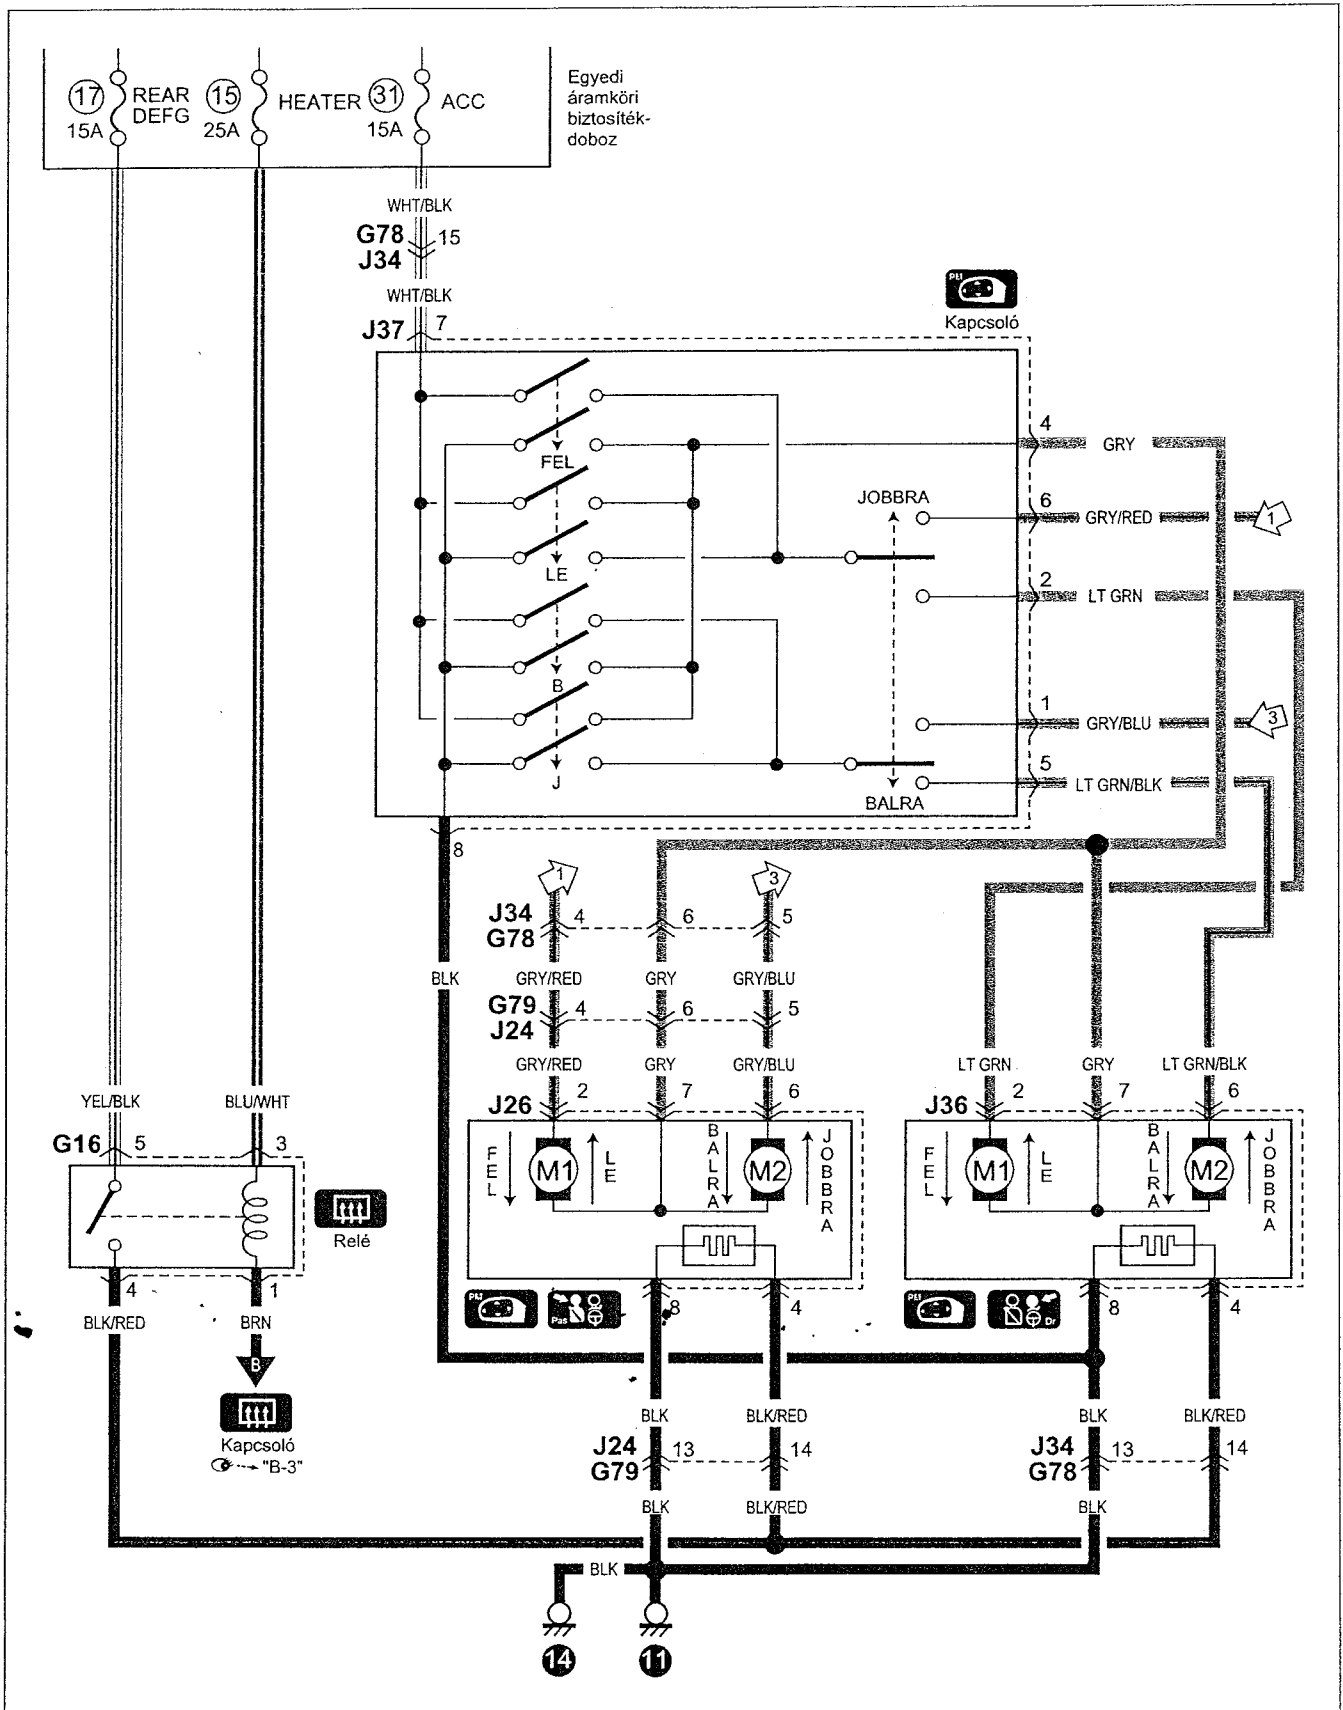 17 REAR DEFG 15A
15 HEATER 25A
31 ACC 15A
Egyedi
áramköri
biztosíték-
doboz
WHT/BLK
G78 15
J34
WHT/BLK
J37 7
PM
Kapcsoló
4 GRY
FEL
JOBBRA
6 GRY/RED 1
LE
2 LT GRN
B
1 GRY/BLU 3
5 LT GRN/BLK
J
BALRA
8
1 3
J34 4 6 5
G78
BLK GRY/RED GRY GRY/BLU
G79 4 6 5
J24
GRY/RED GRY GRY/BLU LT GRN GRY LT GRN/BLK
YEL/BLK BLU/WHT
J26 2 7 6 J36 2 7 6
G16 5 3
FEL M1 LE BALRA M2 JOBBRA
FEL M1 LE BALRA M2 JOBBRA
Relé
4 1
8 4 8 4
PM Pas PM Dr
BLK/RED BRN
B
BLK BLK/RED BLK BLK/RED
Kapcsoló
"B-3"
J24 13 14 J34 13 14
G79 G78
BLK BLK/RED BLK
BLK
14 11